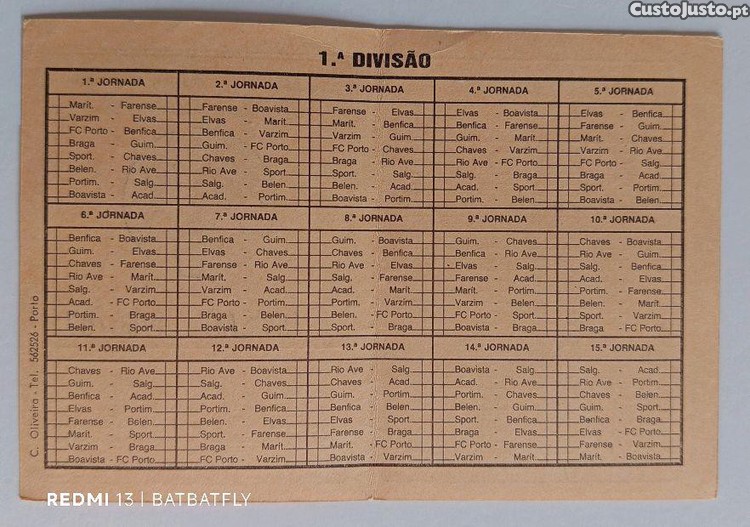 CustoJusto.pt
1.ª DIVISÃO
1.ª JORNADA
Marít. - Farense
Varzim - Elvas
FC Porto - Benfica
Braga - Guim.
Sport. - Chaves
Belen. - Rio Ave
Portim. - Salg.
Boavista - Acad.
2.ª JORNADA
Farense - Boavista
Elvas - Marít.
Benfica - Varzim
Guim. - FC Porto
Chaves - Braga
Rio Ave - Sport.
Salg. - Belen.
Acad. - Portim.
3.ª JORNADA
Farense - Elvas
Marít. - Benfica
Varzim - Guim.
FC Porto - Chaves
Braga - Rio Ave
Sport. - Salg.
Belen. - Acad.
Boavista - Portim.
4.ª JORNADA
Elvas - Boavista
Benfica - Farense
Guim. - Marít.
Chaves - Varzim
Rio Ave - FC Porto
Salg. - Braga
Acad. - Sport.
Portim. - Belen.
5.ª JORNADA
Elvas - Benfica
Farense - Guim.
Marít. - Chaves
Varzim - Rio Ave
FC Porto - Salg.
Braga - Acad.
Sport. - Portim.
Boavista - Belen.
6.ª JORNADA
Benfica - Boavista
Guim. - Elvas
Chaves - Farense
Rio Ave - Marít.
Salg. - Varzim
Acad. - FC Porto
Portim. - Braga
Belen. - Sport.
7.ª JORNADA
Benfica - Guim.
Elvas - Chaves
Farense - Rio Ave
Marít. - Salg.
Varzim - Acad.
FC Porto - Portim.
Braga - Belen.
Boavista - Sport.
8.ª JORNADA
Guim. - Boavista
Chaves - Benfica
Rio Ave - Elvas
Salg. - Farense
Acad. - Marít.
Portim. - Varzim
Belen. - FC Porto
Sport. - Braga
9.ª JORNADA
Guim. - Chaves
Benfica - Rio Ave
Elvas - Salg.
Farense - Acad.
Marít. - Portim.
Varzim - Belen.
FC Porto - Sport.
Boavista - Braga
10.ª JORNADA
Chaves - Boavista
Rio Ave - Guim.
Salg. - Benfica
Acad. - Elvas
Portim. - Farense
Belen. - Marít.
Sport. - Varzim
Braga - FC Porto
11.ª JORNADA
Chaves - Rio Ave
Guim. - Salg.
Benfica - Acad.
Elvas - Portim.
Farense - Belen.
Marít. - Sport.
Varzim - Braga
Boavista - FC Porto
12.ª JORNADA
Rio Ave - Boavista
Salg. - Chaves
Acad. - Guim.
Portim. - Benfica
Belen. - Elvas
Sport. - Farense
Braga - Marít.
FC Porto - Varzim
13.ª JORNADA
Rio Ave - Salg.
Chaves - Acad.
Guim. - Portim.
Benfica - Belen.
Elvas - Sport.
Farense - Braga
Marít. - FC Porto
Boavista - Varzim
14.ª JORNADA
Boavista - Salg.
Acad. - Rio Ave
Portim. - Chaves
Belen. - Guim.
Sport. - Benfica
Braga - Elvas
FC Porto - Farense
Varzim - Marít.
15.ª JORNADA
Salg. - Acad.
Rio Ave - Portim.
Chaves - Belen.
Guim. - Sport.
Benfica - Braga
Elvas - FC Porto
Farense - Varzim
Marít. - Boavista
C. Oliveira - Tel. 562526 - Porto
REDMI 13 | BATBATFLY